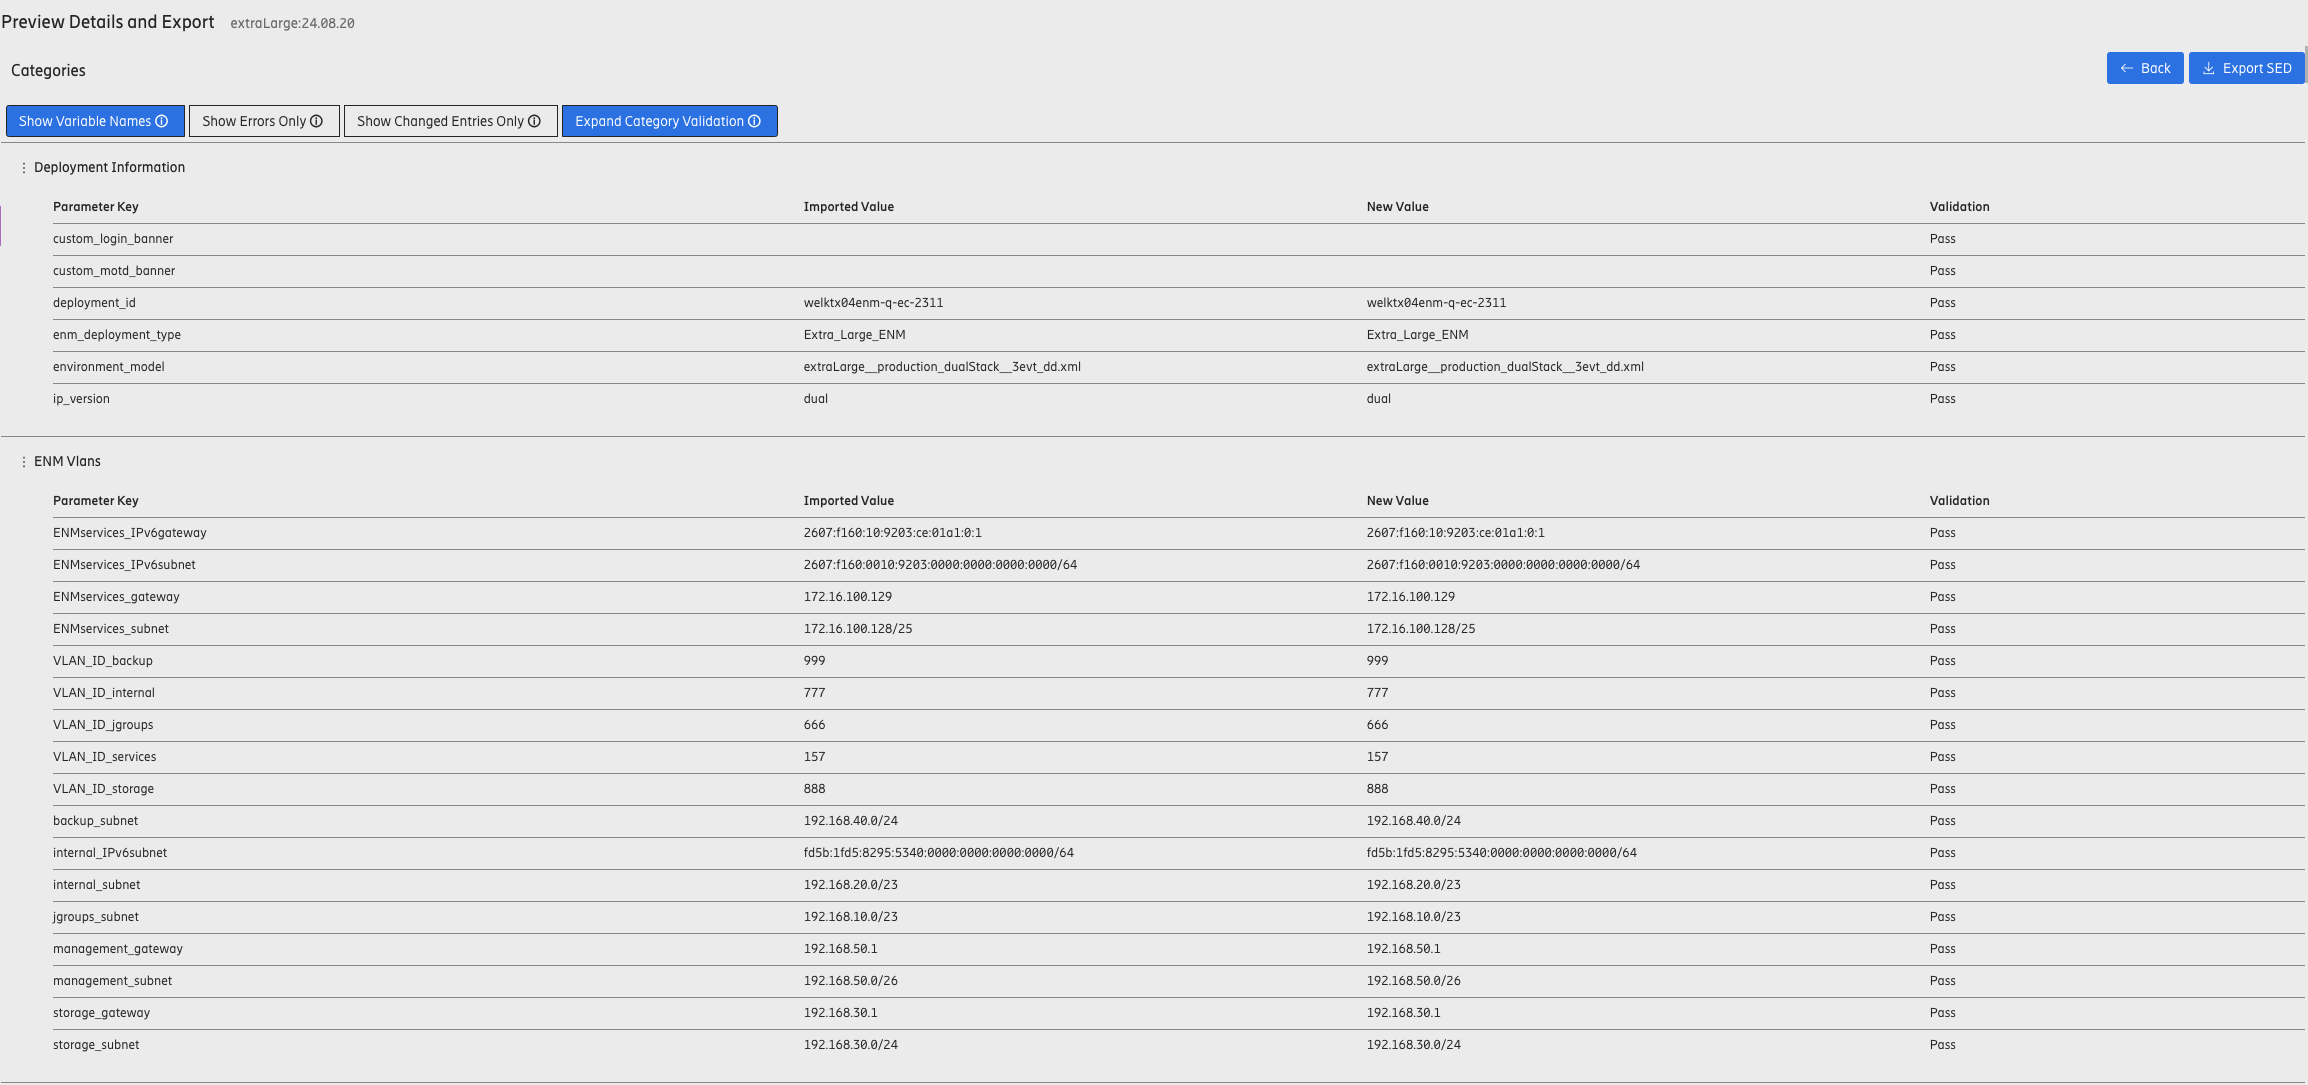 Preview Details and Export extraLarge:24.08.20
Categories
Back Export SED
Show Variable Names Show Errors Only Show Changed Entries Only Expand Category Validation
Deployment Information
Parameter Key Imported Value New Value Validation
custom_login_banner Pass
custom_motd_banner Pass
deployment_id welktx04enm-q-ec-2311 welktx04enm-q-ec-2311 Pass
enm_deployment_type Extra_Large_ENM Extra_Large_ENM Pass
environment_model extraLarge__production_dualStack__3evt_dd.xml extraLarge__production_dualStack__3evt_dd.xml Pass
ip_version dual dual Pass
ENM Vlans
Parameter Key Imported Value New Value Validation
ENMservices_IPv6gateway 2607:f160:10:9203:ce:01a1:0:1 2607:f160:10:9203:ce:01a1:0:1 Pass
ENMservices_IPv6subnet 2607:f160:0010:9203:0000:0000:0000:0000/64 2607:f160:0010:9203:0000:0000:0000:0000/64 Pass
ENMservices_gateway 172.16.100.129 172.16.100.129 Pass
ENMservices_subnet 172.16.100.128/25 172.16.100.128/25 Pass
VLAN_ID_backup 999 999 Pass
VLAN_ID_internal 777 777 Pass
VLAN_ID_jgroups 666 666 Pass
VLAN_ID_services 157 157 Pass
VLAN_ID_storage 888 888 Pass
backup_subnet 192.168.40.0/24 192.168.40.0/24 Pass
internal_IPv6subnet fd5b:1fd5:8295:5340:0000:0000:0000:0000/64 fd5b:1fd5:8295:5340:0000:0000:0000:0000/64 Pass
internal_subnet 192.168.20.0/23 192.168.20.0/23 Pass
jgroups_subnet 192.168.10.0/23 192.168.10.0/23 Pass
management_gateway 192.168.50.1 192.168.50.1 Pass
management_subnet 192.168.50.0/26 192.168.50.0/26 Pass
storage_gateway 192.168.30.1 192.168.30.1 Pass
storage_subnet 192.168.30.0/24 192.168.30.0/24 Pass